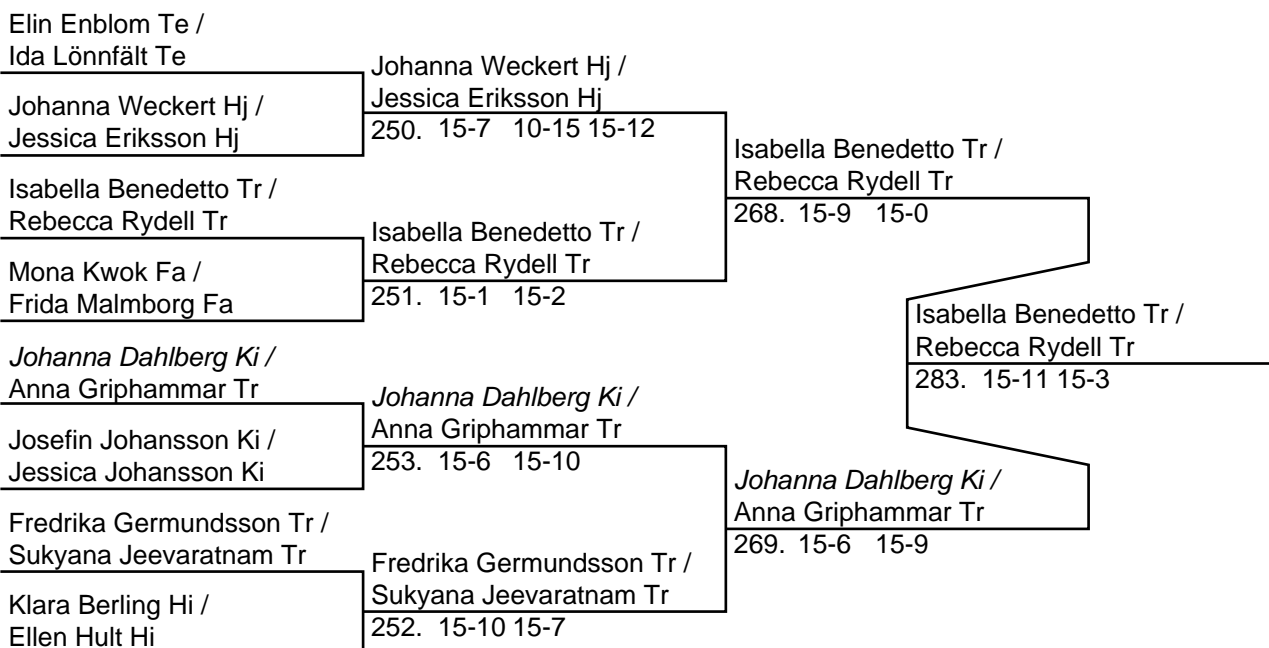 Elin Enblom Te /
Ida Lönnfält Te
Johanna Weckert Hj /
Jessica Eriksson Hj
Isabella Benedetto Tr /
Rebecca Rydell Tr
Mona Kwok Fa /
Frida Malmborg Fa
Johanna Dahlberg Ki /
Anna Griphammar Tr
Josefin Johansson Ki /
Jessica Johansson Ki
Fredrika Germundsson Tr /
Sukyana Jeevaratnam Tr
Klara Berling Hi /
Ellen Hult Hi
Johanna Weckert Hj /
Jessica Eriksson Hj
250. 15-7 10-15 15-12
Isabella Benedetto Tr /
Rebecca Rydell Tr
251. 15-1 15-2
Johanna Dahlberg Ki /
Anna Griphammar Tr
253. 15-6 15-10
Fredrika Germundsson Tr /
Sukyana Jeevaratnam Tr
252. 15-10 15-7
Isabella Benedetto Tr /
Rebecca Rydell Tr
268. 15-9 15-0
Johanna Dahlberg Ki /
Anna Griphammar Tr
269. 15-6 15-9
Isabella Benedetto Tr /
Rebecca Rydell Tr
283. 15-11 15-3